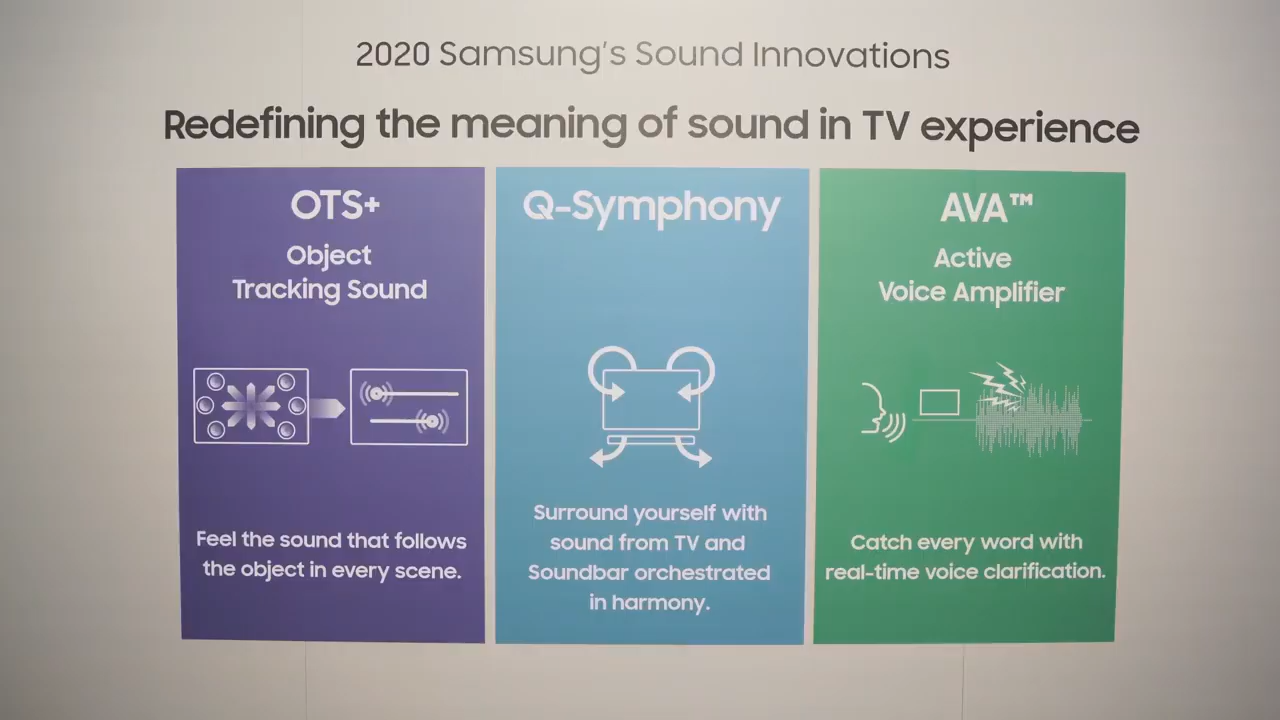 2020 Samsung's Sound Innovations
Redefining the meaning of sound in TV experience
OTS+
Object
Tracking Sound
Feel the sound that follows
the object in every scene.
Q-Symphony
Surround yourself with
sound from TV and
Soundbar orchestrated
in harmony.
AVA™
Active
Voice Amplifier
Catch every word with
real-time voice clarification.